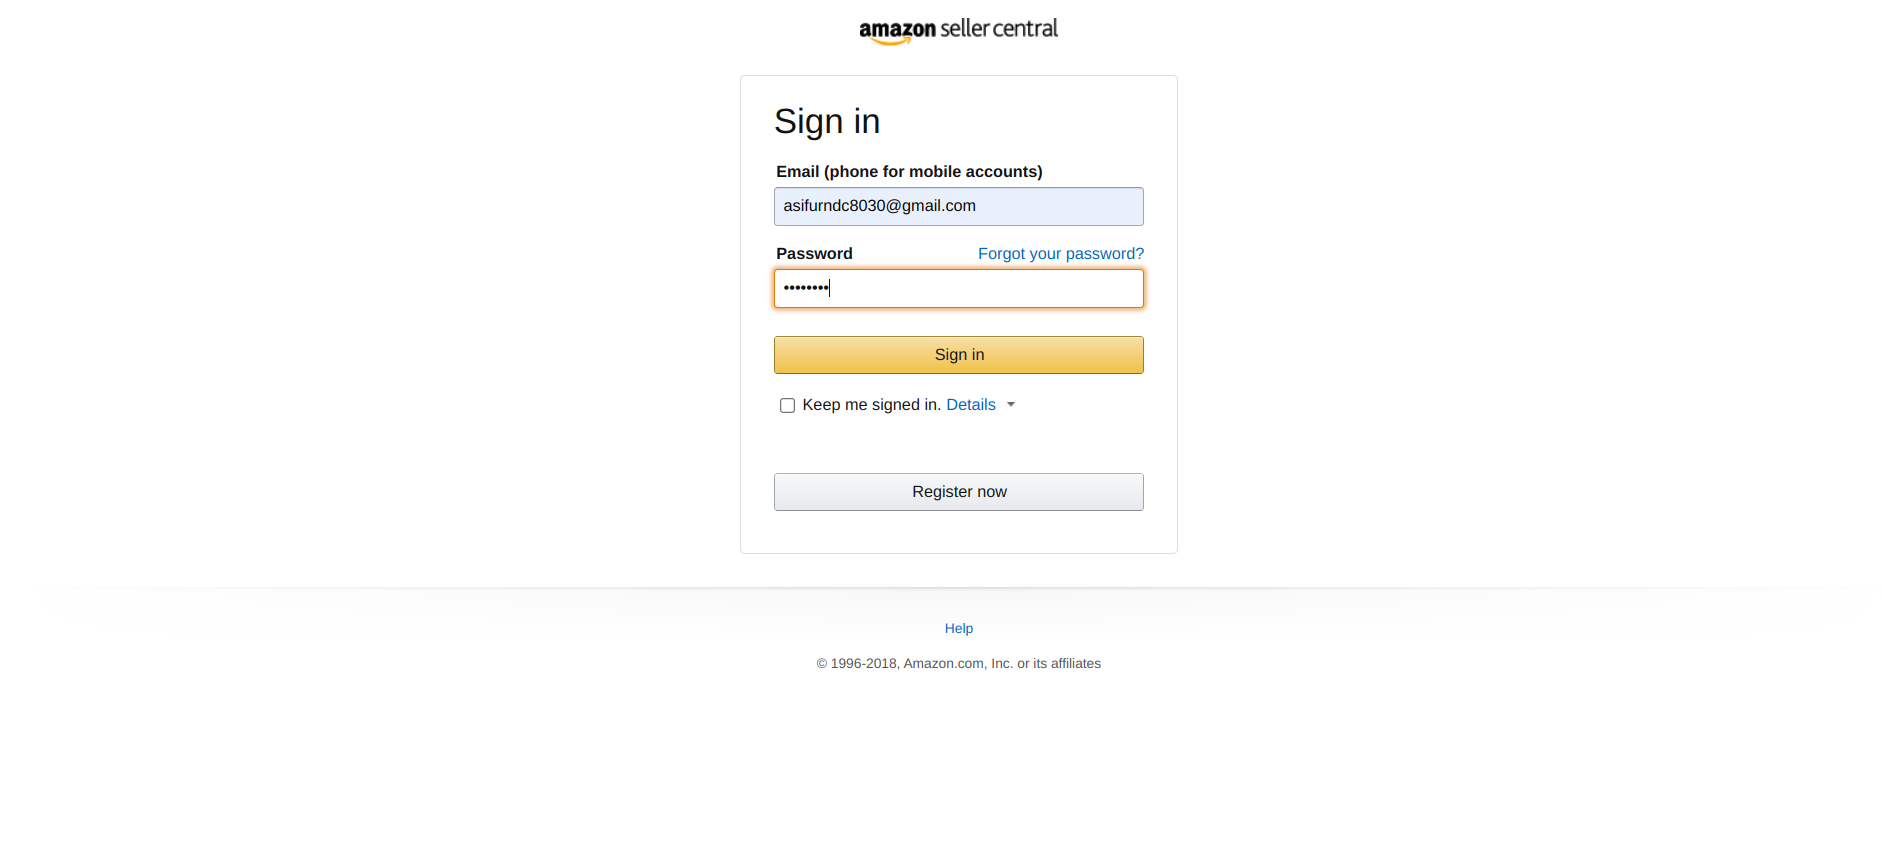 amazon seller central
Sign in
Email (phone for mobile accounts)
asifurndc8030@gmail.com
Password Forgot your password?
••••••••
Sign in
Keep me signed in. Details
Register now
Help
© 1996-2018, Amazon.com, Inc. or its affiliates